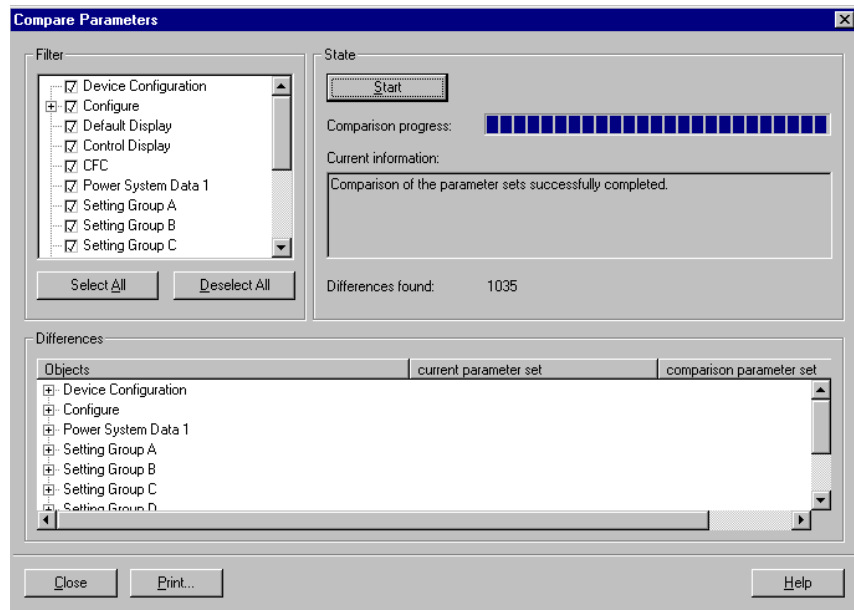 Compare Parameters
Filter
Device Configuration
Configure
Default Display
Control Display
CFC
Power System Data 1
Setting Group A
Setting Group B
Setting Group C
Select All
Deselect All
State
Start
Comparison progress:
Current information:
Comparison of the parameter sets successfully completed.
Differences found: 1035
Differences
Objects current parameter set comparison parameter set
Device Configuration
Configure
Power System Data 1
Setting Group A
Setting Group B
Setting Group C
Setting Group D
Close Print... Help